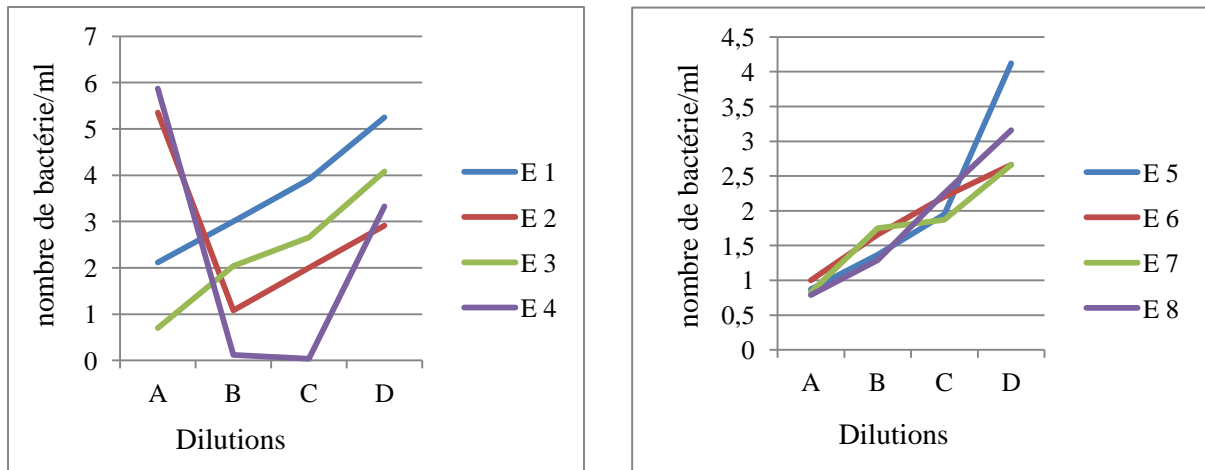 nombre de bactérie/ml
7
6
5
4
3
2
1
0
A B C D
Dilutions
E 1
E 2
E 3
E 4
nombre de bactérie/ml
4,5
4
3,5
3
2,5
2
1,5
1
0,5
0
A B C D
Dilutions
E 5
E 6
E 7
E 8